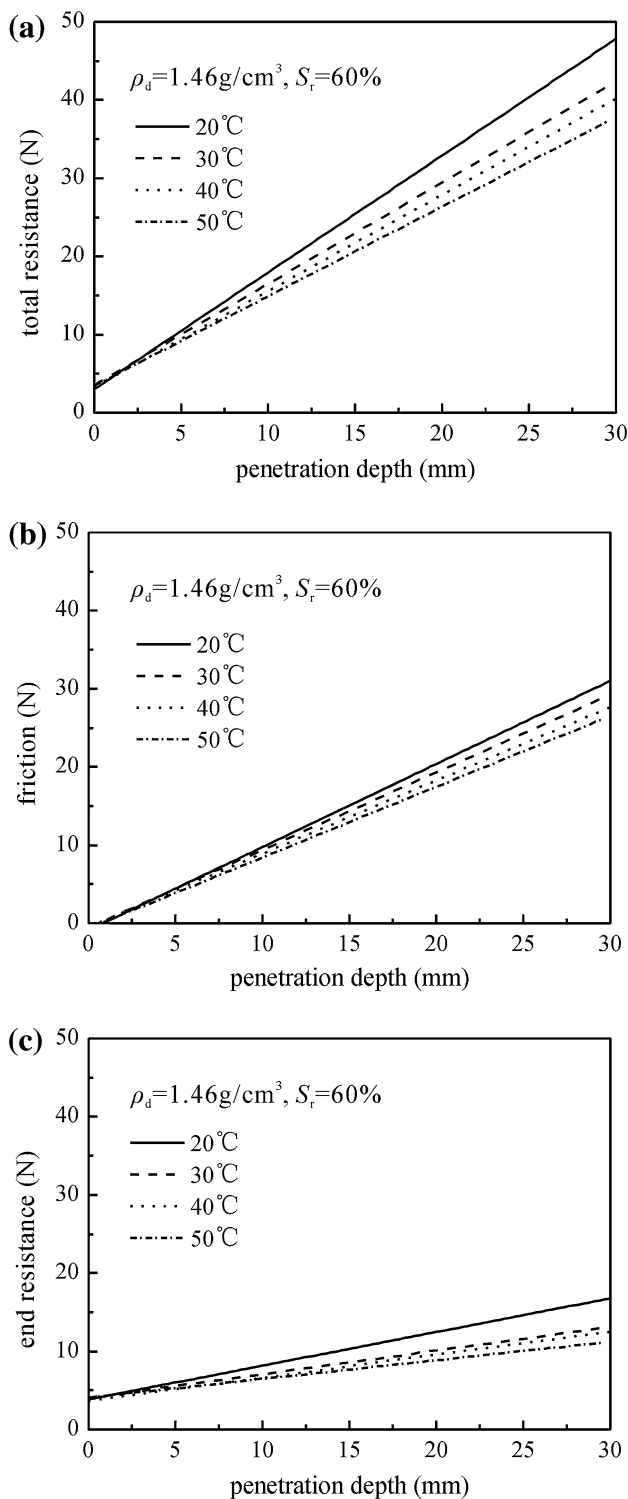 (a)
50
ρd=1.46g/cm³, Sr=60%
40
20℃
30℃
30
40℃
50℃
20
10
0
total resistance (N)
0 5 10 15 20 25 30
penetration depth (mm)
(b)
50
ρd=1.46g/cm³, Sr=60%
40
20℃
30℃
30
40℃
50℃
20
10
0
friction (N)
0 5 10 15 20 25 30
penetration depth (mm)
(c)
50
ρd=1.46g/cm³, Sr=60%
40
20℃
30℃
30
40℃
50℃
20
10
0
end resistance (N)
0 5 10 15 20 25 30
penetration depth (mm)